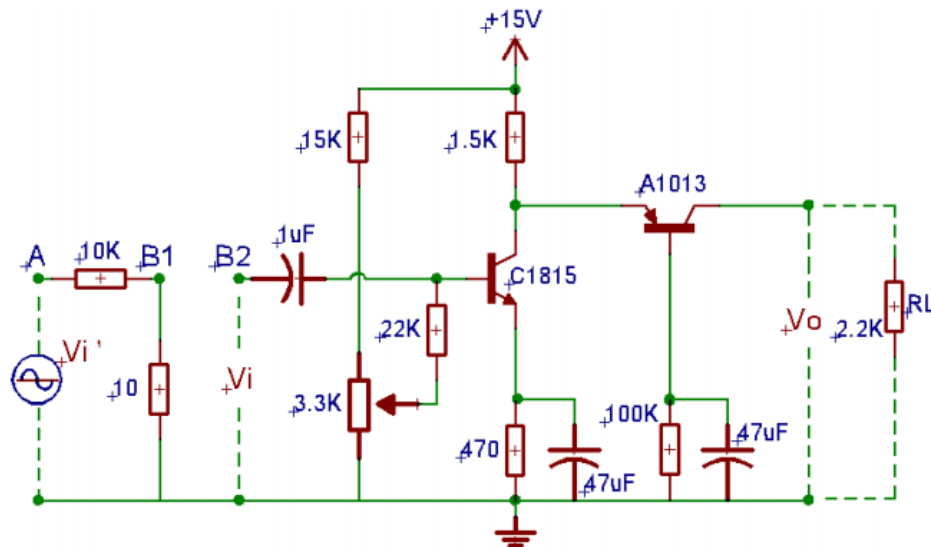 +15V
15K
1.5K
A1013
1uF
A
10K
B1
B2
C1815
22K
RL
Vi '
Vi
Vo
2.2K
10
3.3K
100K
470
47uF
47uF